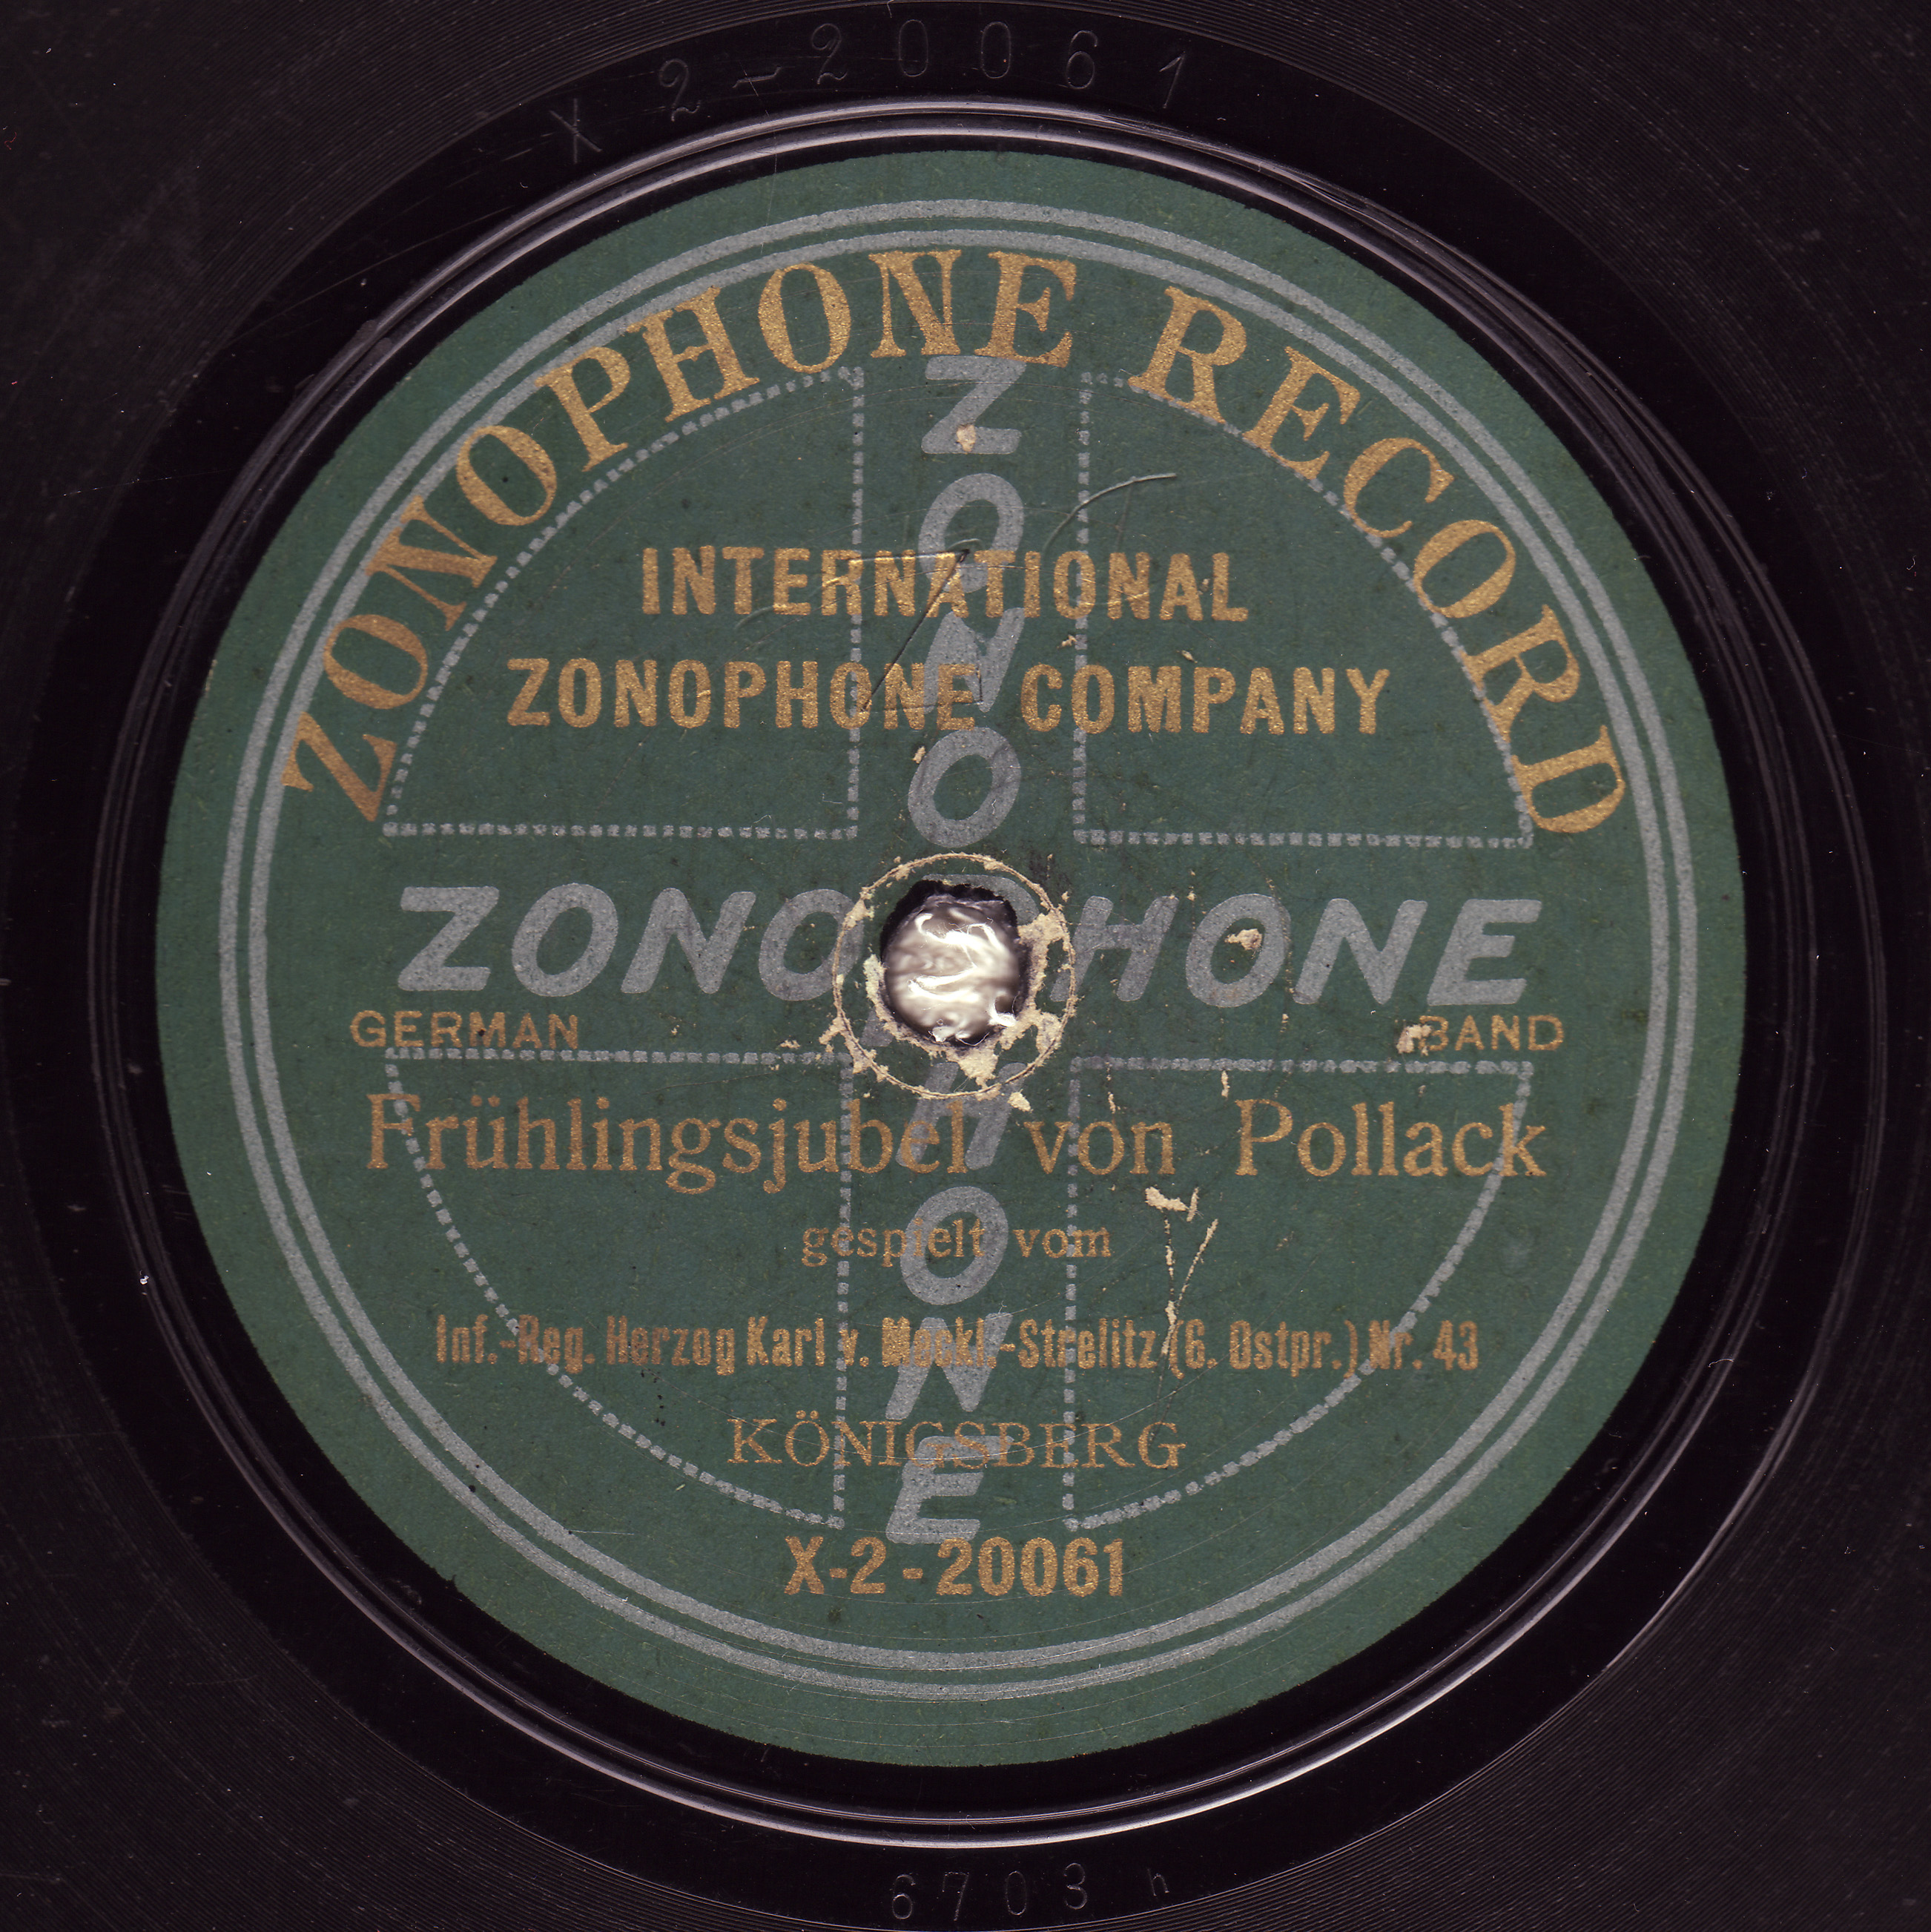 X 2-20061
ZONOPHONE RECORD
INTERNATIONAL
ZONOPHONE COMPANY
ZONOPHONE
ZONOPHONE
GERMAN BAND
Frühlingsjubel von Pollack
gespielt vom
Inf.-Reg. Herzog Karl v. Meckl.-Strelitz (6. Ostpr.) Nr. 43
KÖNIGSBERG
X-2-20061
6703 h